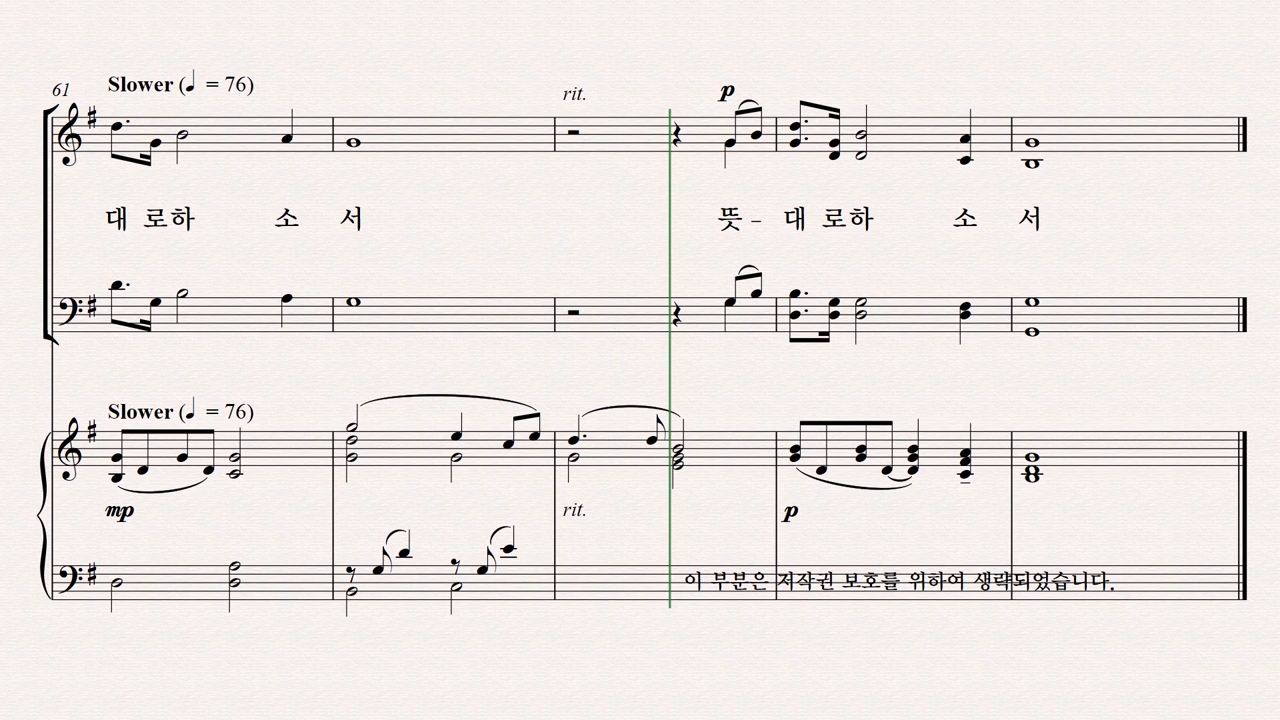 61
Slower (♩ = 76)
rit.
p
대 로하 소 서 뜻 – 대 로하 소 서
Slower (♩ = 76)
mp
rit.
p
이 부분은 저작권 보호를 위하여 생략되었습니다.